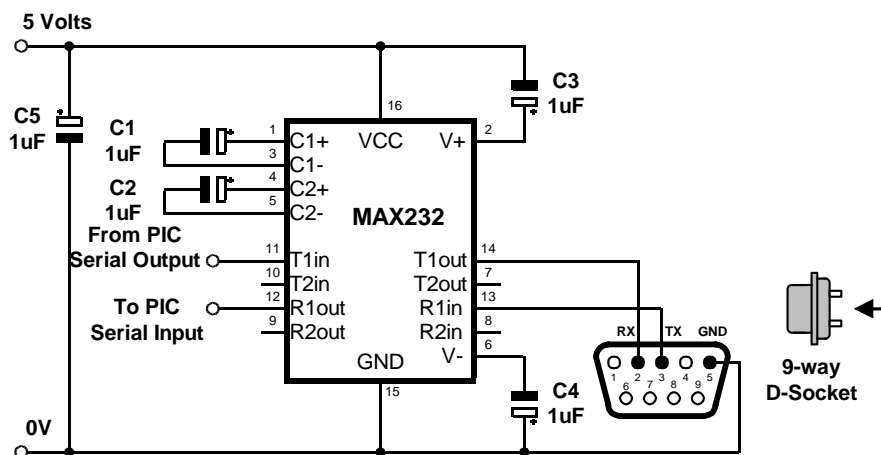 5 Volts
C5
1uF
+
C1
1uF
+
C2
1uF
+
C3
1uF
+
16
1
3
4
5
2
C1+
C1-
C2+
C2-
VCC
V+
MAX232
From PIC
Serial Output
To PIC
Serial Input
11
10
12
9
T1in
T2in
R1out
R2out
T1out
T2out
R1in
R2in
V-
GND
14
7
13
8
6
15
C4
1uF
+
RX
TX
GND
1
2
3
4
5
6
7
8
9
9-way
D-Socket
0V